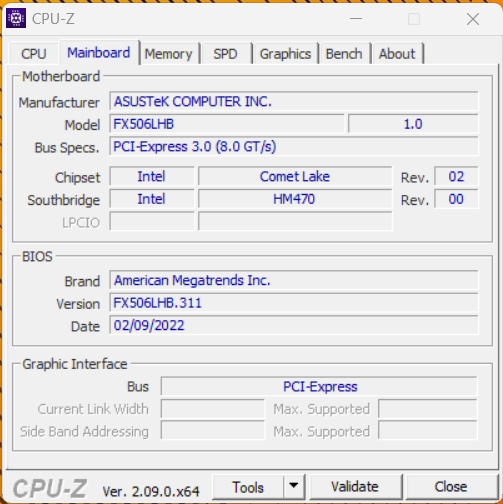 CPU-Z
CPU Mainboard Memory SPD Graphics Bench About
Motherboard
Manufacturer ASUSTeK COMPUTER INC.
Model FX506LHB 1.0
Bus Specs. PCI-Express 3.0 (8.0 GT/s)
Chipset Intel Comet Lake Rev. 02
Southbridge Intel HM470 Rev. 00
LPCIO
BIOS
Brand American Megatrends Inc.
Version FX506LHB.311
Date 02/09/2022
Graphic Interface
Bus PCI-Express
Current Link Width Max. Supported
Side Band Addressing Max. Supported
CPU-Z Ver. 2.09.0.x64 Tools Validate Close